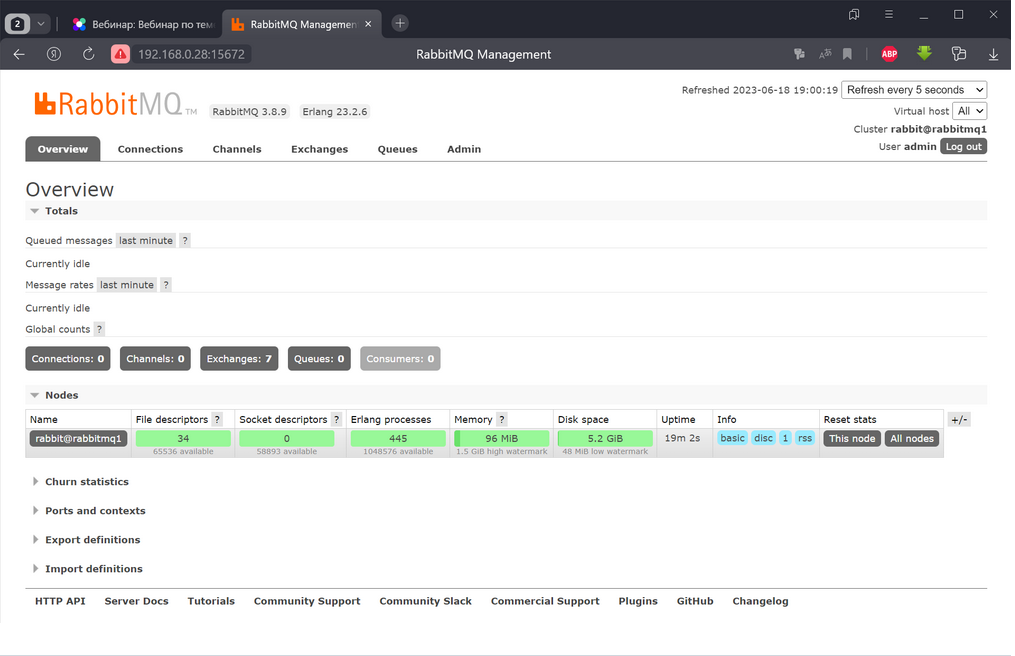 2
Вебинар: Вебинар по тем
RabbitMQ Managemen
192.168.0.28:15672
RabbitMQ Management
ABP
RabbitMQ TM
RabbitMQ 3.8.9
Erlang 23.2.6
Refreshed 2023-06-18 19:00:19 Refresh every 5 seconds
Virtual host All
Cluster rabbit@rabbitmq1
User admin Log out
Overview Connections Channels Exchanges Queues Admin
Overview
Totals
Queued messages last minute ?
Currently idle
Message rates last minute ?
Currently idle
Global counts ?
Connections: 0 Channels: 0 Exchanges: 7 Queues: 0 Consumers: 0
Nodes
Name File descriptors ? Socket descriptors ? Erlang processes Memory ? Disk space Uptime Info Reset stats +/-
rabbit@rabbitmq1 34 0 445 96 MiB 5.2 GiB 19m 2s basic disc 1 rss This node All nodes
65536 available 58893 available 1048576 available 1.5 GiB high watermark 48 MiB low watermark
Churn statistics
Ports and contexts
Export definitions
Import definitions
HTTP API Server Docs Tutorials Community Support Community Slack Commercial Support Plugins GitHub Changelog